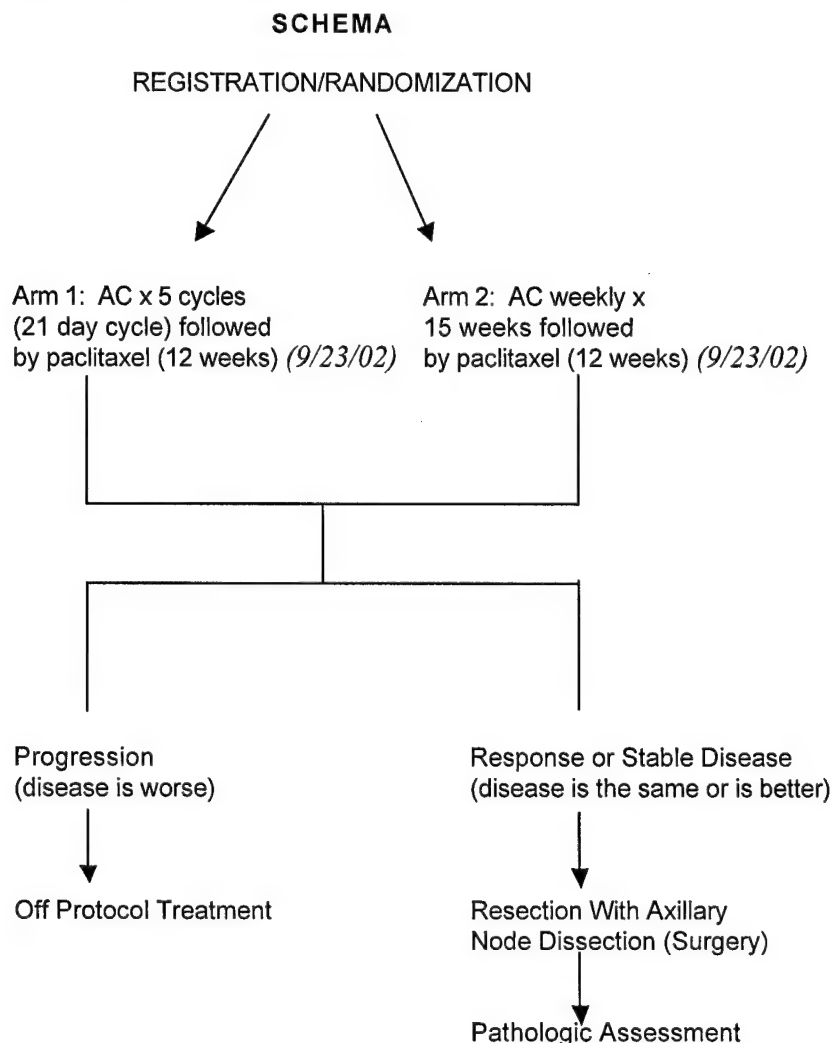 SCHEMA
REGISTRATION/RANDOMIZATION
Arm 1: AC x 5 cycles
(21 day cycle) followed
by paclitaxel (12 weeks) (9/23/02)
Arm 2: AC weekly x
15 weeks followed
by paclitaxel (12 weeks) (9/23/02)
Progression
(disease is worse)
Response or Stable Disease
(disease is the same or is better)
Off Protocol Treatment
Resection With Axillary
Node Dissection (Surgery)
Pathologic Assessment